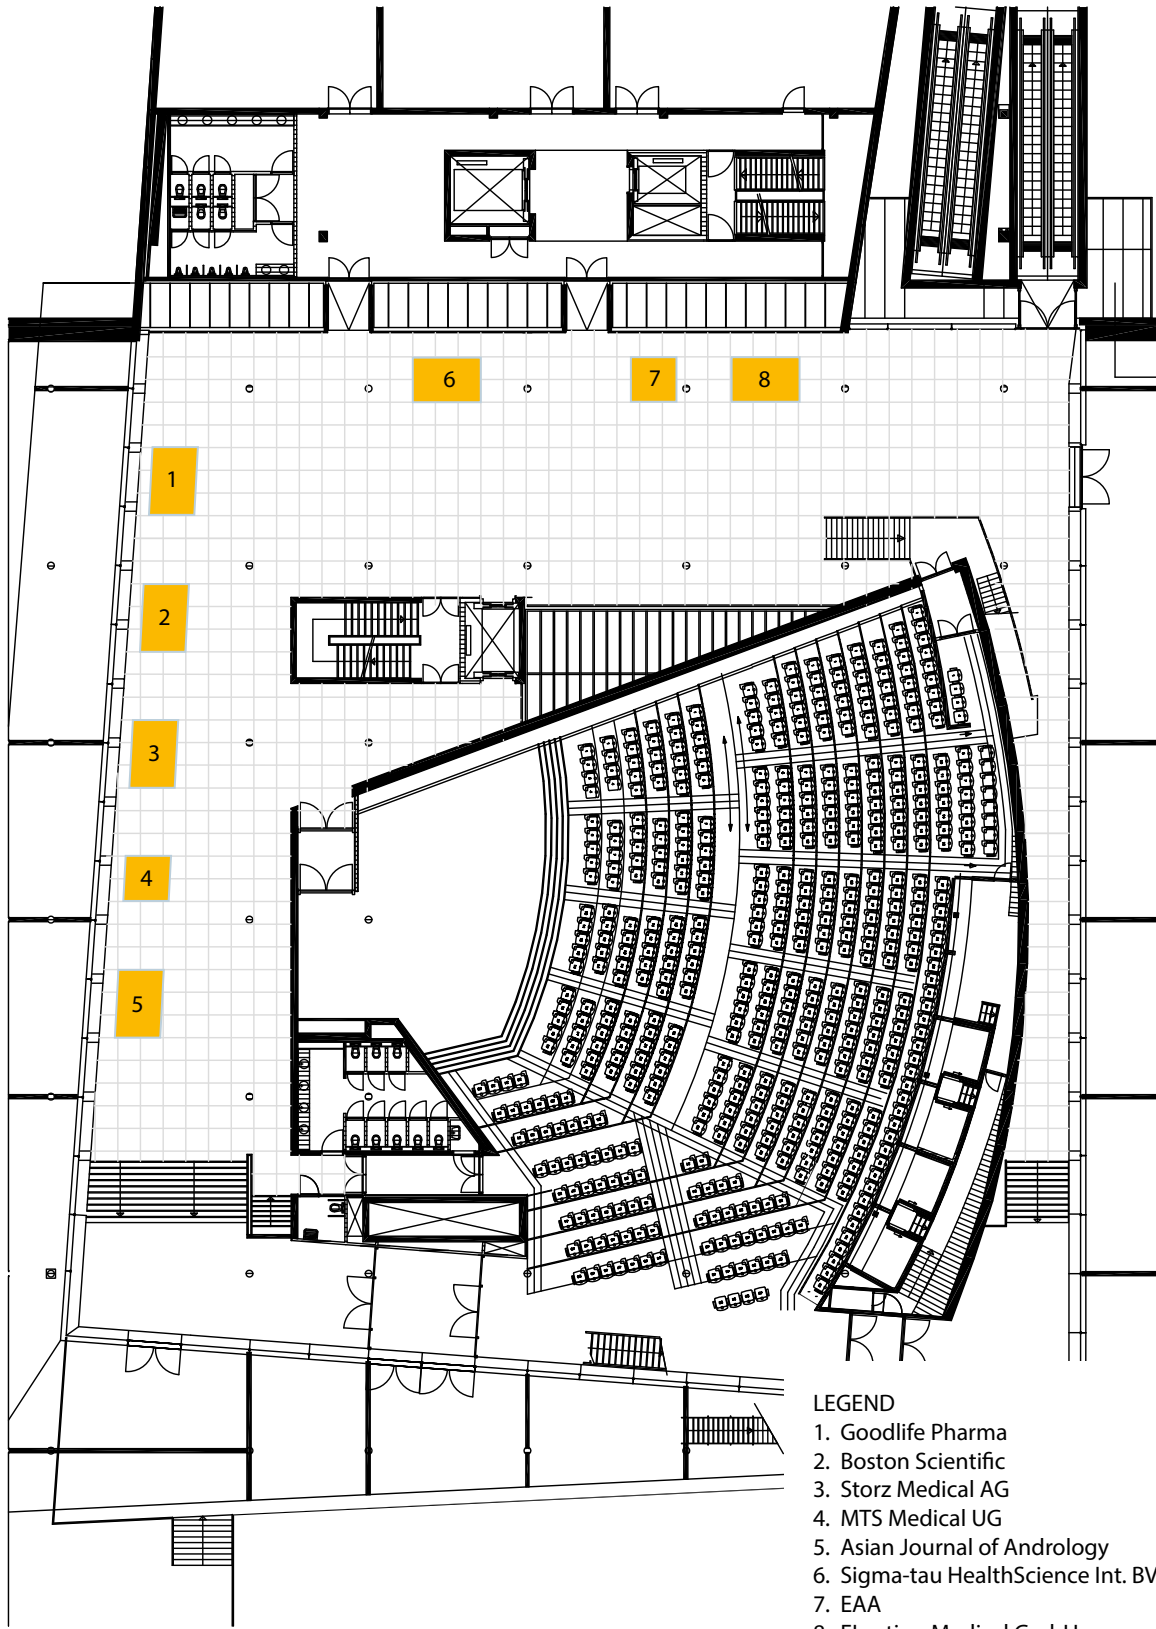 6
7
8
1
2
3
4
5
LEGEND
1. Goodlife Pharma
2. Boston Scientific
3. Storz Medical AG
4. MTS Medical UG
5. Asian Journal of Andrology
6. Sigma-tau HealthScience Int. BV
7. EAA